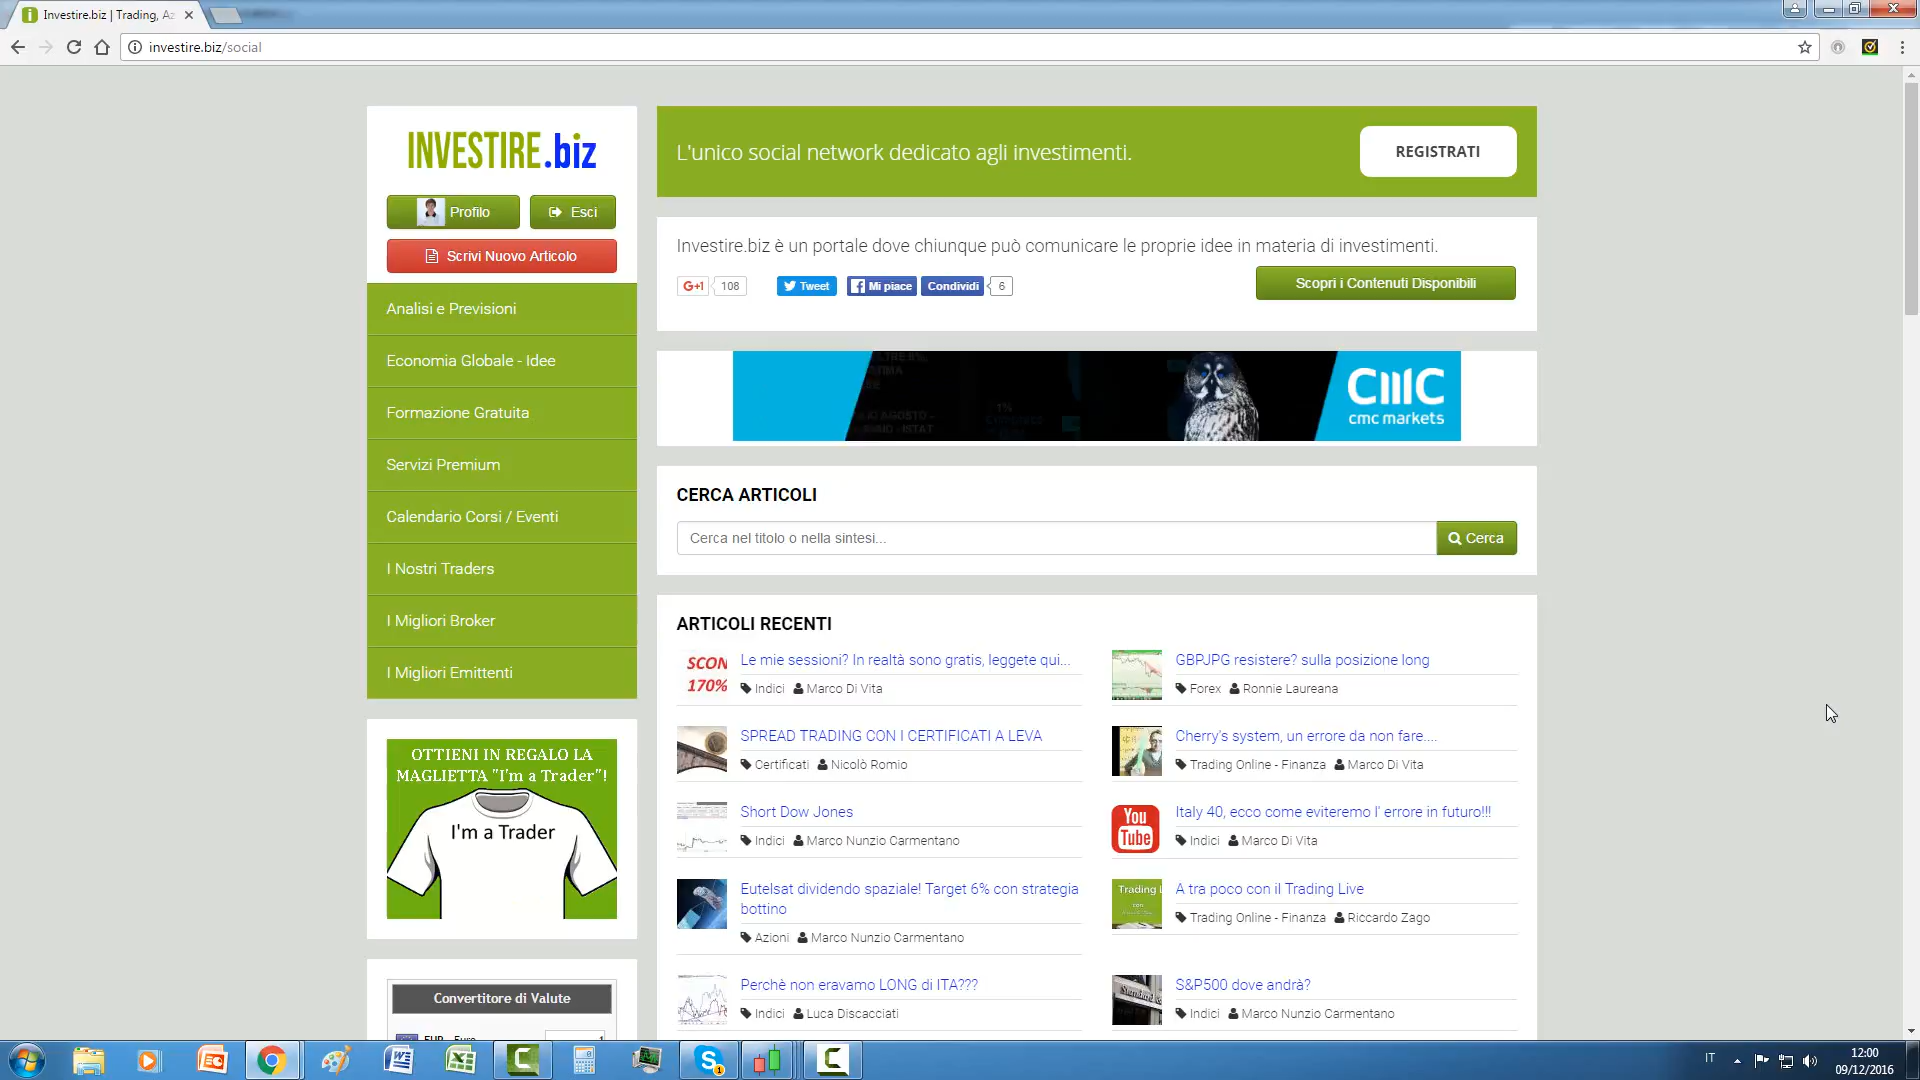 Investire.biz | Trading, Az
investire.biz/social
INVESTIRE.biz
Profilo
Esci
Scrivi Nuovo Articolo
Analisi e Previsioni
Economia Globale - Idee
Formazione Gratuita
Servizi Premium
Calendario Corsi / Eventi
I Nostri Traders
I Migliori Broker
I Migliori Emittenti
OTTIENI IN REGALO LA
MAGLIETTA "I'm a Trader"!
I'm a Trader
Convertitore di Valute
EUR - Euro
L'unico social network dedicato agli investimenti.
REGISTRATI
Investire.biz è un portale dove chiunque può comunicare le proprie idee in materia di investimenti.
G+1 108
Tweet
Mi piace
Condividi
6
Scopri i Contenuti Disponibili
CMC
cmc markets
CERCA ARTICOLI
Cerca nel titolo o nella sintesi...
Cerca
ARTICOLI RECENTI
SCON
170%
Le mie sessioni? In realtà sono gratis, leggete qui...
Indici Marco Di Vita
GBPJPG resistere? sulla posizione long
Forex Ronnie Laureana
SPREAD TRADING CON I CERTIFICATI A LEVA
Certificati Nicolò Romio
Cherry's system, un errore da non fare....
Trading Online - Finanza Marco Di Vita
Short Dow Jones
Indici Marco Nunzio Carmentano
You
Tube
Italy 40, ecco come eviteremo l' errore in futuro!!!
Indici Marco Di Vita
Eutelsat dividendo spaziale! Target 6% con strategia
bottino
Azioni Marco Nunzio Carmentano
Trading L
A tra poco con il Trading Live
Trading Online - Finanza Riccardo Zago
Perchè non eravamo LONG di ITA???
Indici Luca Discacciati
S&P500 dove andrà?
Indici Marco Nunzio Carmentano
IT
12:00
09/12/2016